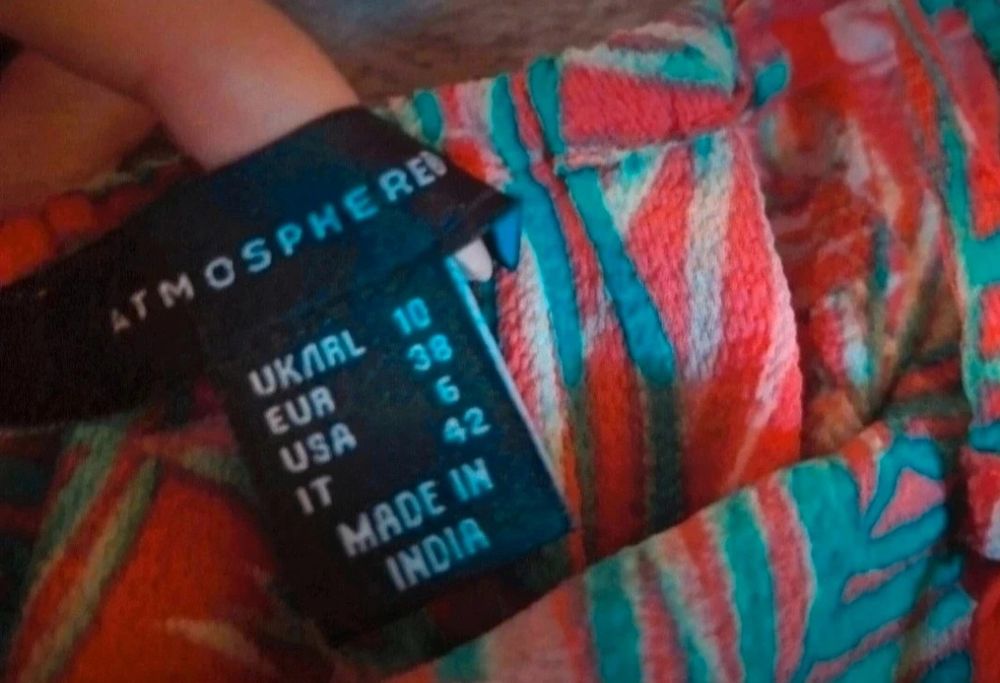 ATMOSPHERE®
UK/IRL 10
EUR 38
USA 6
IT 42
MADE IN
INDIA